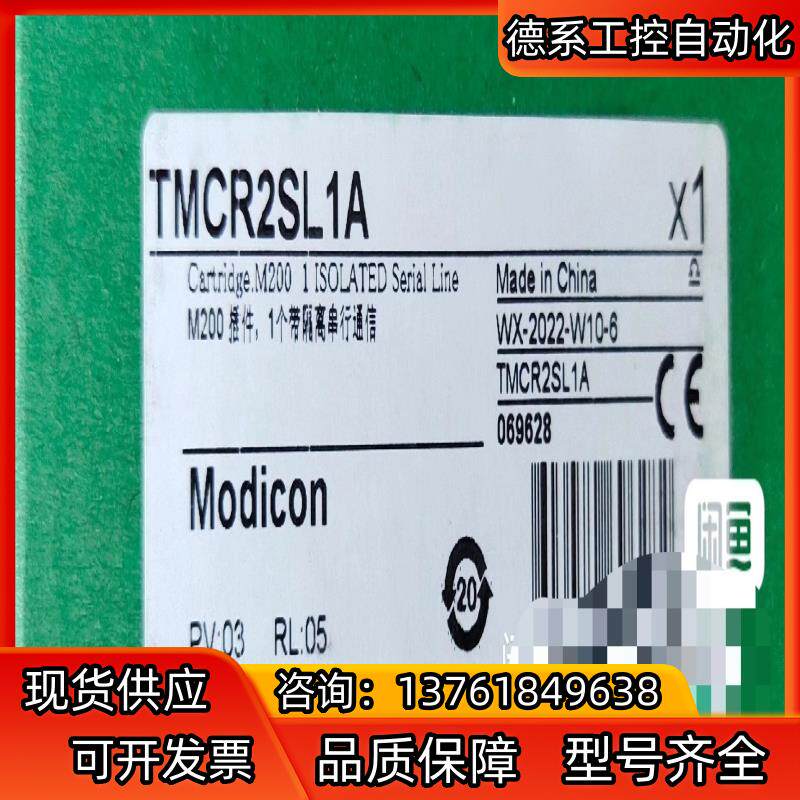 德系工控自动化
TMCR2SL1A
X1
Cartridge.M200 1 ISOLATED Serial Line
M200 插件, 1个带隔离串行通信
Made in China
WX-2022-W10-6
TMCR2SL1A
069628
CE
Modicon
20
PV:03 RL:05
闲鱼
现货供应
咨询：13761849638
可开发票
品质保障
型号齐全